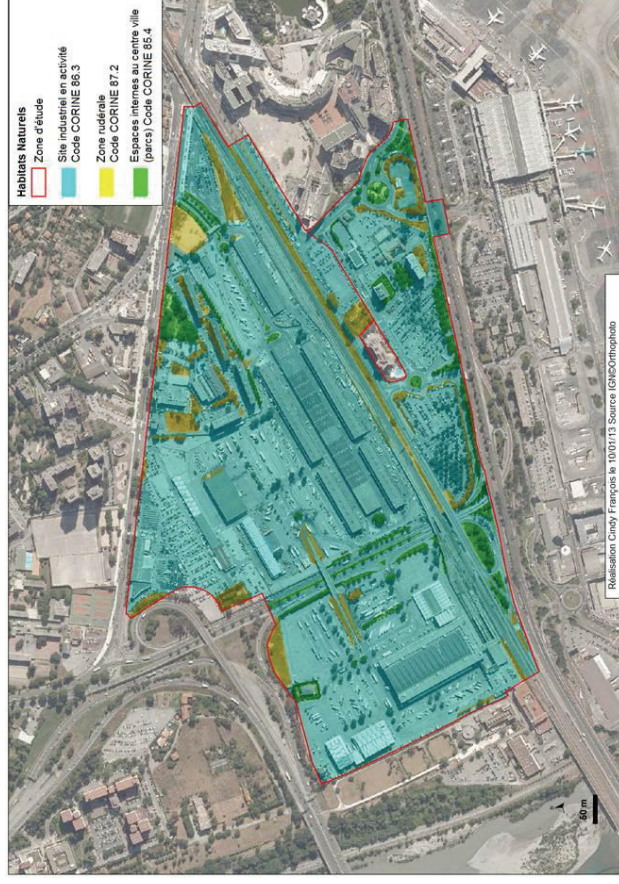 Habitats Naturels
Zone d'étude
Site industriel en activité
Code CORINE 86.3
Zone rudérale
Code CORINE 87.2
Espaces internes au centre ville
(parcs) Code CORINE 85.4
50 m
Réalisation Cindy François le 10/01/13 Source IGN©Orthophoto